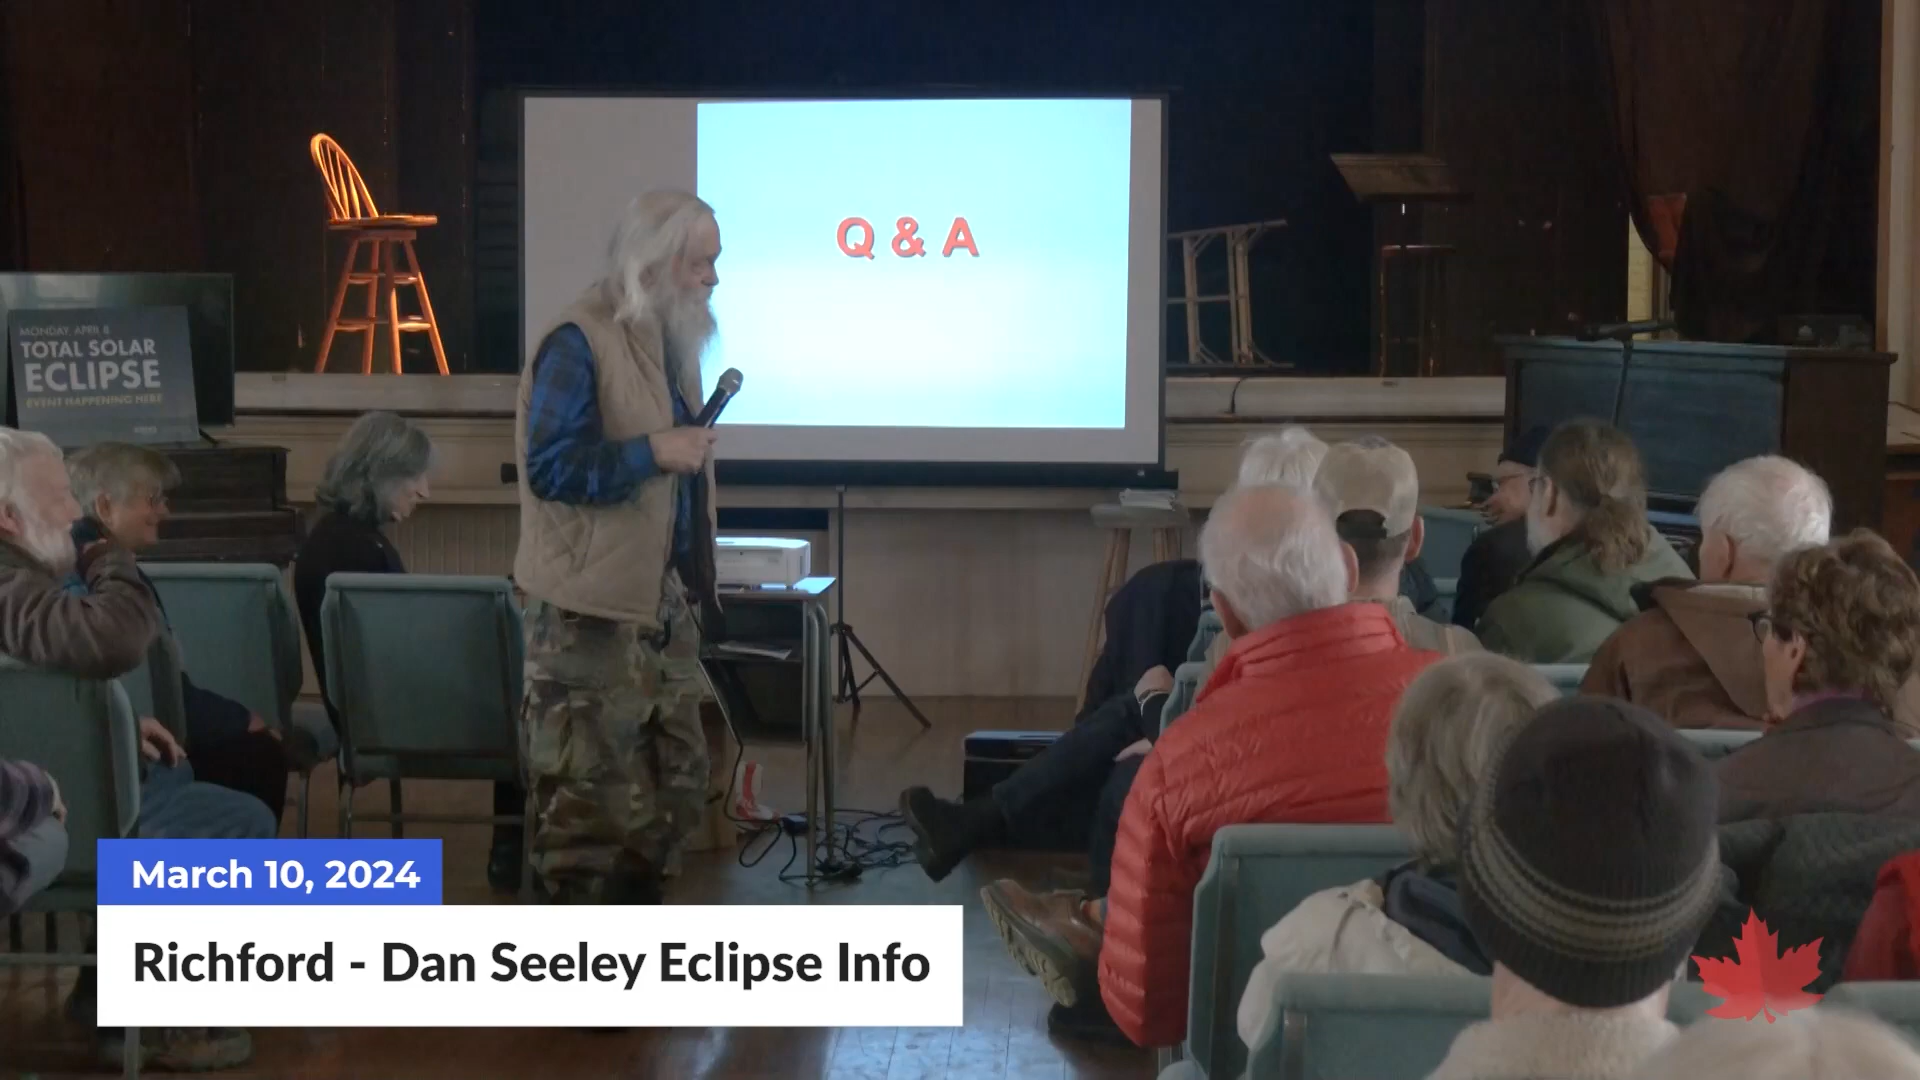 Q & A
MONDAY, APRIL 8
TOTAL SOLAR
ECLIPSE
EVENT HAPPENING HERE
March 10, 2024
Richford - Dan Seeley Eclipse Info